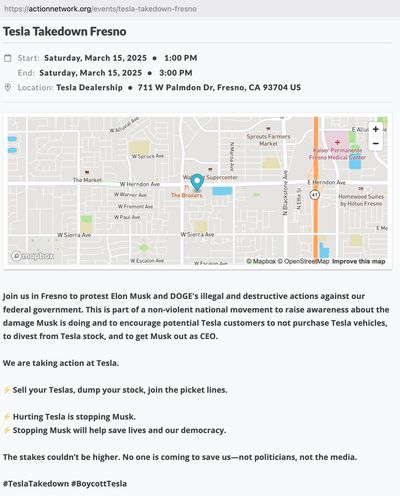 https://actionnetwork.org/events/tesla-takedown-fresno
Tesla Takedown Fresno
Start: Saturday, March 15, 2025 • 1:00 PM
End: Saturday, March 15, 2025 • 3:00 PM
Location: Tesla Dealership • 711 W Palmdon Dr, Fresno, CA 93704 US
W Alluvial Ave
E Alluv
Sprouts Farmers
Market
W Spruce Ave
N Maroa Ave
Kaiser Permanente
Fresno Medical Center
The Market
Supercenter
W Herndon Ave
E Herndon Ave
The Broilers
W Warner Ave
W Fremont Ave
W Paul Ave
N Blackstone Ave
N Effie St
41
Homewood Suites
by Hilton Fresno
W Sierra Ave
W Sierra Ave
E Sierra Ave
W Escalon Ave
E Escalon Ave
+
−
mapbox
© Mapbox © OpenStreetMap Improve this map
Join us in Fresno to protest Elon Musk and DOGE's illegal and destructive actions against our
federal government. This is part of a non-violent national movement to raise awareness about the
damage Musk is doing and to encourage potential Tesla customers to not purchase Tesla vehicles,
to divest from Tesla stock, and to get Musk out as CEO.
We are taking action at Tesla.
⚡ Sell your Teslas, dump your stock, join the picket lines.
⚡ Hurting Tesla is stopping Musk.
⚡ Stopping Musk will help save lives and our democracy.
The stakes couldn't be higher. No one is coming to save us—not politicians, not the media.
#TeslaTakedown #BoycottTesla